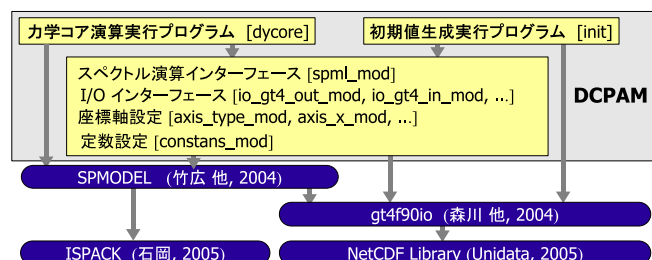 力学コア演算実行プログラム [dycore]
初期値生成実行プログラム [init]
スペクトル演算インターフェース [spml_mod]
I/O インターフェース [io_gt4_out_mod, io_gt4_in_mod, ...]
座標軸設定 [axis_type_mod, axis_x_mod, ...]
定数設定 [constans_mod]
DCPAM
SPMODEL (竹広 他, 2004)
gt4f90io (森川 他, 2004)
ISPACK (石岡, 2005)
NetCDF Library (Unidata, 2005)